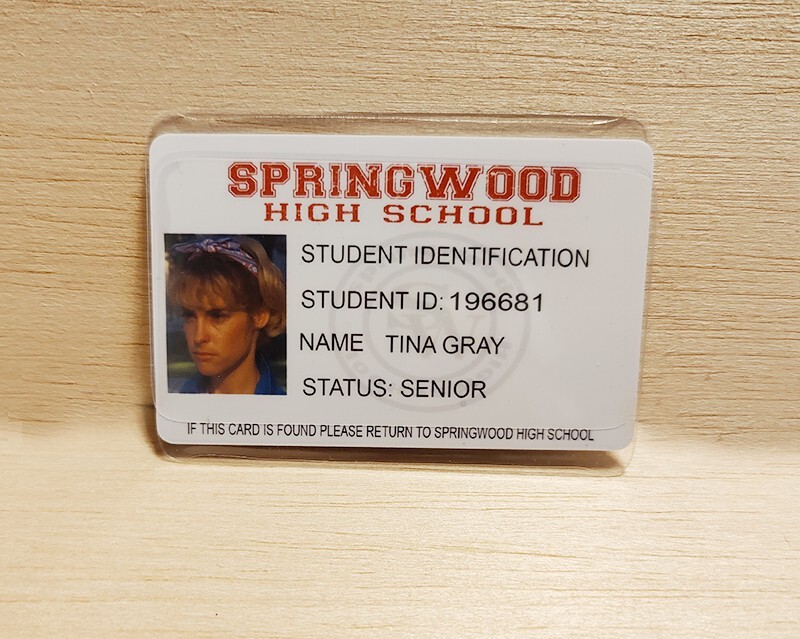 SPRINGWOOD
HIGH SCHOOL
STUDENT IDENTIFICATION
STUDENT ID: 196681
NAME TINA GRAY
STATUS: SENIOR
IF THIS CARD IS FOUND PLEASE RETURN TO SPRINGWOOD HIGH SCHOOL